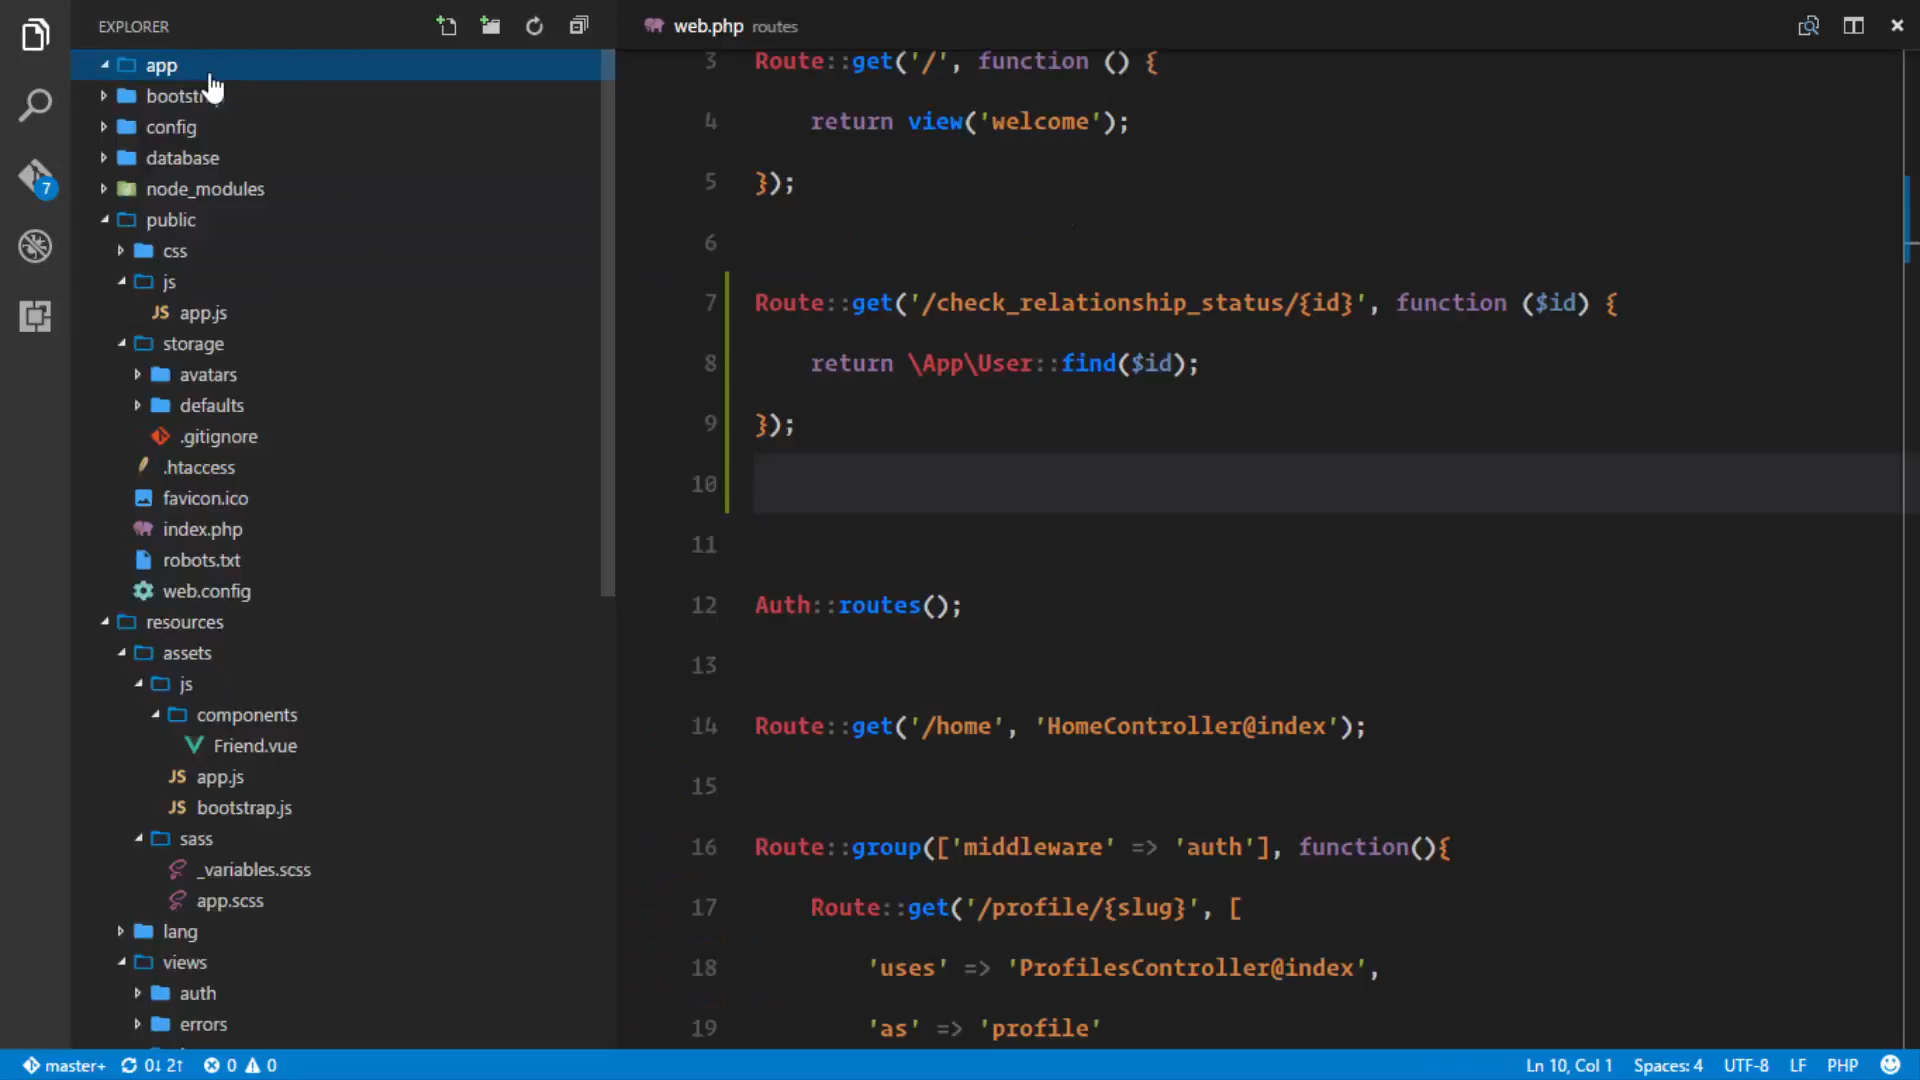 EXPLORER
app
config
database
node_modules
public
css
js
JS app.js
storage
avatars
defaults
.gitignore
.htaccess
favicon.ico
index.php
robots.txt
web.config
resources
assets
js
components
Friend.vue
JS app.js
JS bootstrap.js
sass
_variables.scss
app.scss
lang
views
auth
errors
7
web.php routes
3 Route::get('/', function () {
4 return view('welcome');
5 });
6
7 Route::get('/check_relationship_status/{id}', function ($id) {
8 return \App\User::find($id);
9 });
10
11
12 Auth::routes();
13
14 Route::get('/home', 'HomeController@index');
15
16 Route::group(['middleware' => 'auth'], function(){
17 Route::get('/profile/{slug}', [
18 'uses' => 'ProfilesController@index',
19 'as' => 'profile'
master+ 0↓ 2↑ 0 0 Ln 10, Col 1 Spaces: 4 UTF-8 LF PHP